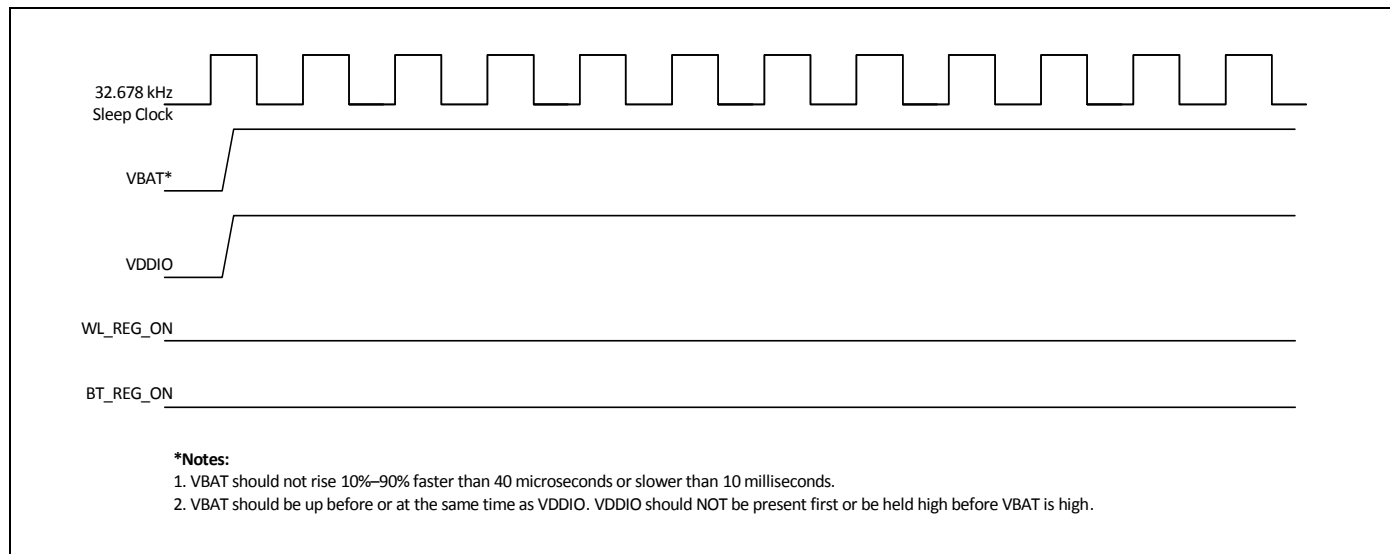 32.678 kHz
Sleep Clock
VBAT*
VDDIO
WL_REG_ON
BT_REG_ON
*Notes:
1. VBAT should not rise 10%–90% faster than 40 microseconds or slower than 10 milliseconds.
2. VBAT should be up before or at the same time as VDDIO. VDDIO should NOT be present first or be held high before VBAT is high.